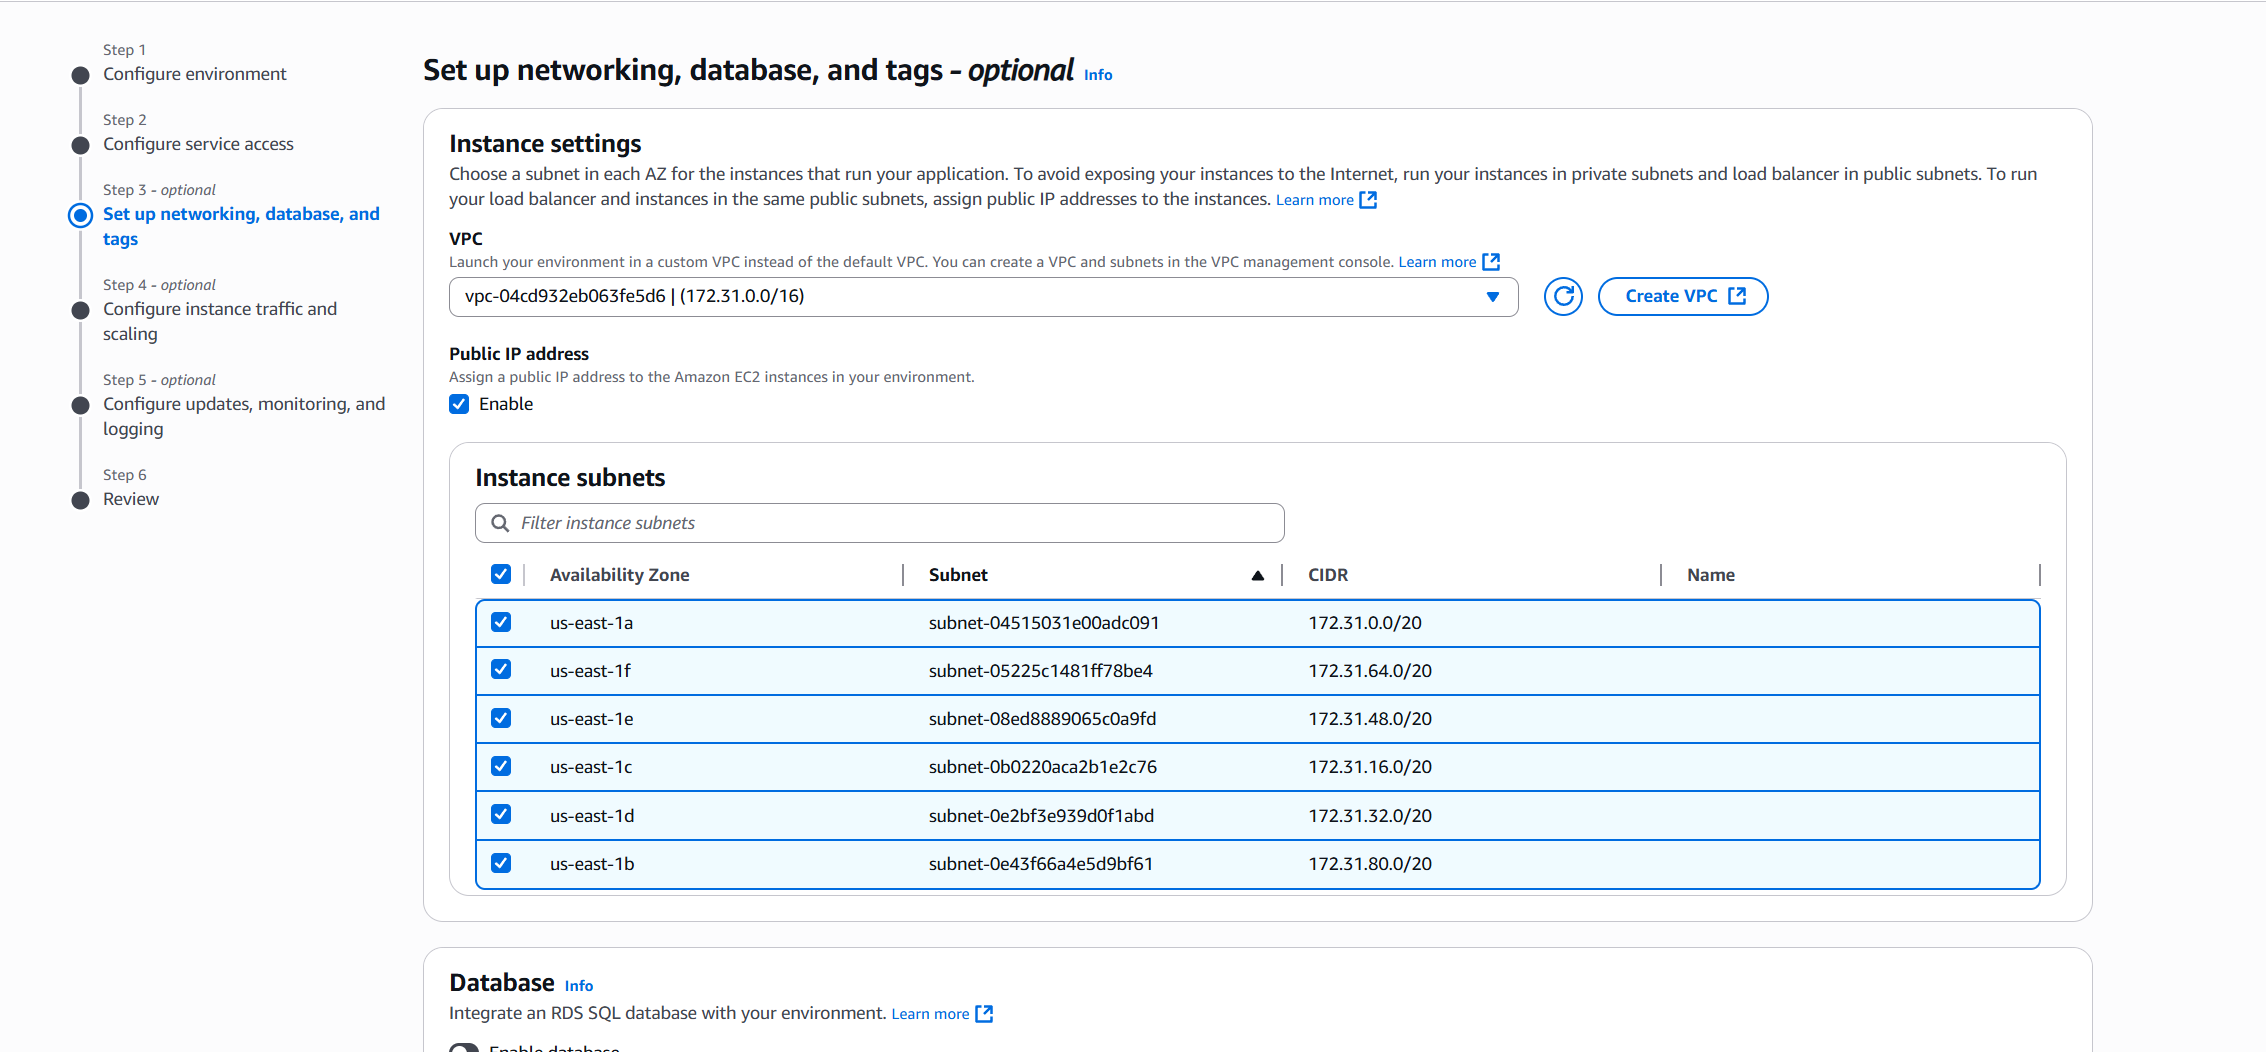 Step 1
Configure environment
Step 2
Configure service access
Step 3 - optional
Set up networking, database, and
tags
Step 4 - optional
Configure instance traffic and
scaling
Step 5 - optional
Configure updates, monitoring, and
logging
Step 6
Review
Set up networking, database, and tags - optional Info
Instance settings
Choose a subnet in each AZ for the instances that run your application. To avoid exposing your instances to the Internet, run your instances in private subnets and load balancer in public subnets. To run
your load balancer and instances in the same public subnets, assign public IP addresses to the instances. Learn more
VPC
Launch your environment in a custom VPC instead of the default VPC. You can create a VPC and subnets in the VPC management console. Learn more
vpc-04cd932eb063fe5d6 | (172.31.0.0/16)
Create VPC
Public IP address
Assign a public IP address to the Amazon EC2 instances in your environment.
Enable
Instance subnets
Filter instance subnets
Availability Zone Subnet CIDR Name
us-east-1a subnet-04515031e00adc091 172.31.0.0/20
us-east-1f subnet-05225c1481ff78be4 172.31.64.0/20
us-east-1e subnet-08ed8889065c0a9fd 172.31.48.0/20
us-east-1c subnet-0b0220aca2b1e2c76 172.31.16.0/20
us-east-1d subnet-0e2bf3e939d0f1abd 172.31.32.0/20
us-east-1b subnet-0e43f66a4e5d9bf61 172.31.80.0/20
Database Info
Integrate an RDS SQL database with your environment. Learn more
Enable database